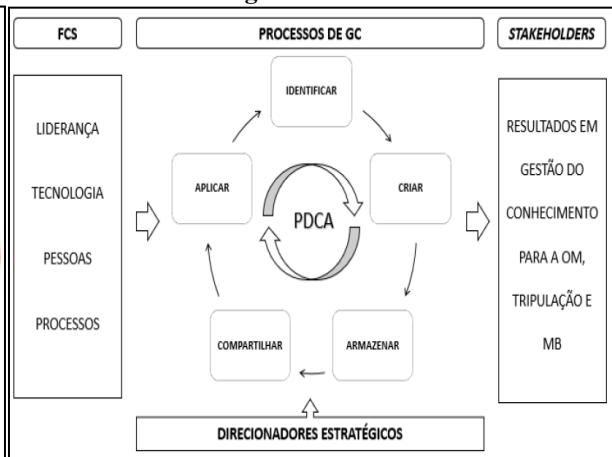 FCS
PROCESSOS DE GC
STAKEHOLDERS
LIDERANÇA
TECNOLOGIA
PESSOAS
PROCESSOS
IDENTIFICAR
CRIAR
ARMAZENAR
COMPARTILHAR
APLICAR
PDCA
RESULTADOS EM
GESTÃO DO
CONHECIMENTO
PARA A OM,
TRIPULAÇÃO E
MB
DIRECIONADORES ESTRATÉGICOS